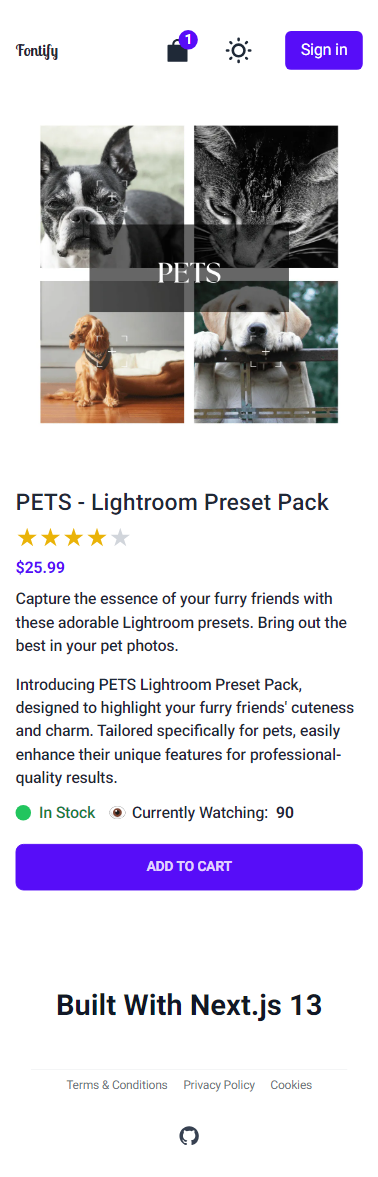 Fontify
1
Sign in
PETS
PETS - Lightroom Preset Pack
$25.99
Capture the essence of your furry friends with
these adorable Lightroom presets. Bring out the
best in your pet photos.
Introducing PETS Lightroom Preset Pack,
designed to highlight your furry friends' cuteness
and charm. Tailored specifically for pets, easily
enhance their unique features for professional-
quality results.
In Stock Currently Watching: 90
ADD TO CART
Built With Next.js 13
Terms & Conditions Privacy Policy Cookies